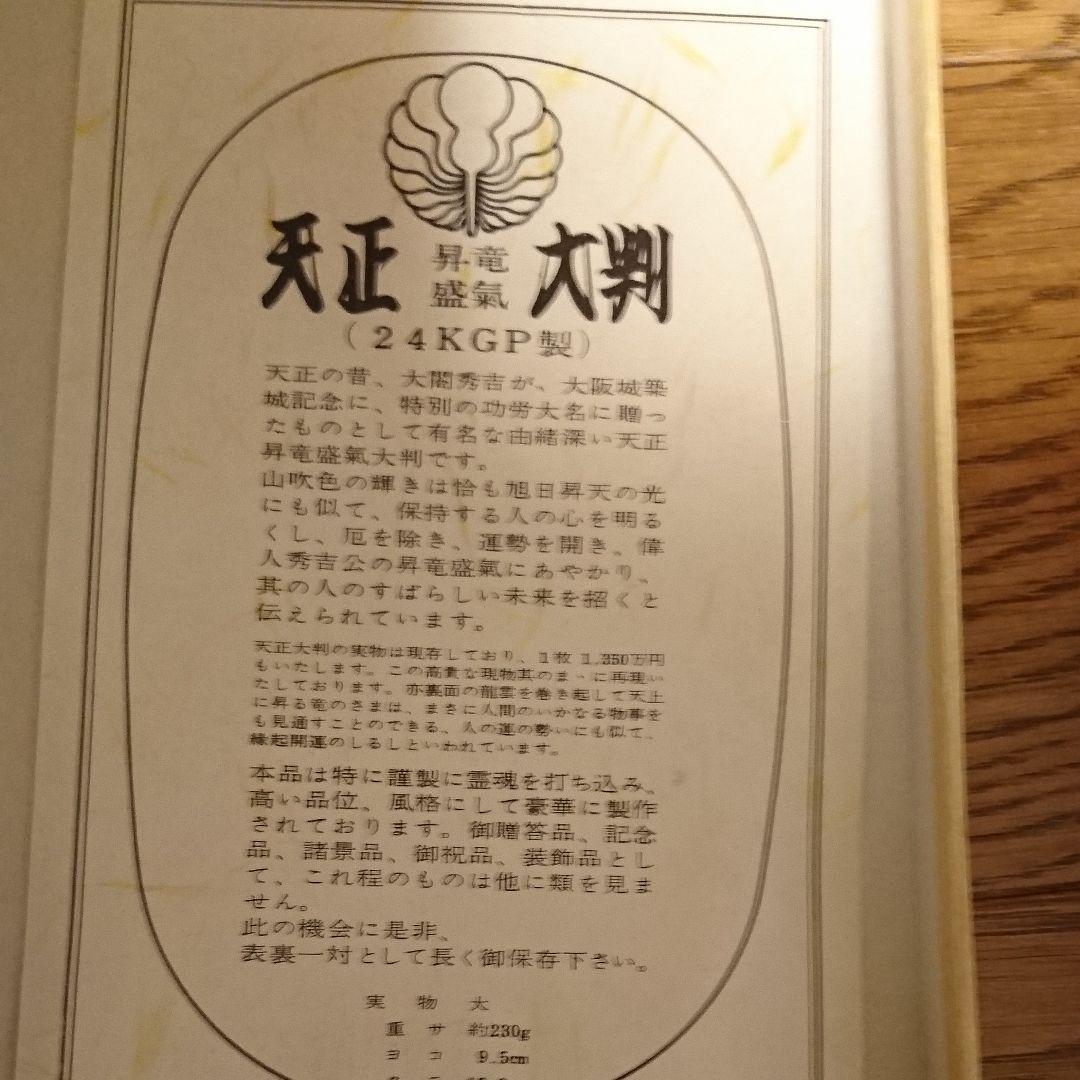 天正 昇竜盛氣 大判
(24KGP製)
天正の昔、大閤秀吉が、大阪城築
城記念に、特別の功労大名に贈っ
たものとして有名な由緒深い天正
昇竜盛氣大判です。
山吹色の輝きは恰も旭日昇天の光
にも似て、保持する人の心を明る
くし、厄を除き、運勢を開き、偉
人秀吉公の昇竜盛氣にあやかり、
其の人のすばらしい未来を招くと
伝えられています。
天正大判の実物は現存しており、1枚 1,350万円
もいたします。この高貴な現物其のまゝに再現い
たしております。亦裏面の龍雲を巻き起して天上
に昇る竜のさまは、まさに人間のいかなる物事を
も見通すことのできる、人の運の勢いにも似て、
縁起開運のしるしといわれています。
本品は特に謹製に霊魂を打ち込み、
高い品位、風格にして豪華に製作
されております。御贈答品、記念
品、諸景品、御祝品、装飾品とし
て、これ程のものは他に類を見ま
せん。
此の機会に是非、
表裏一対として長く御保存下さい。
実物大
重サ 約230g
ヨコ 9.5cm